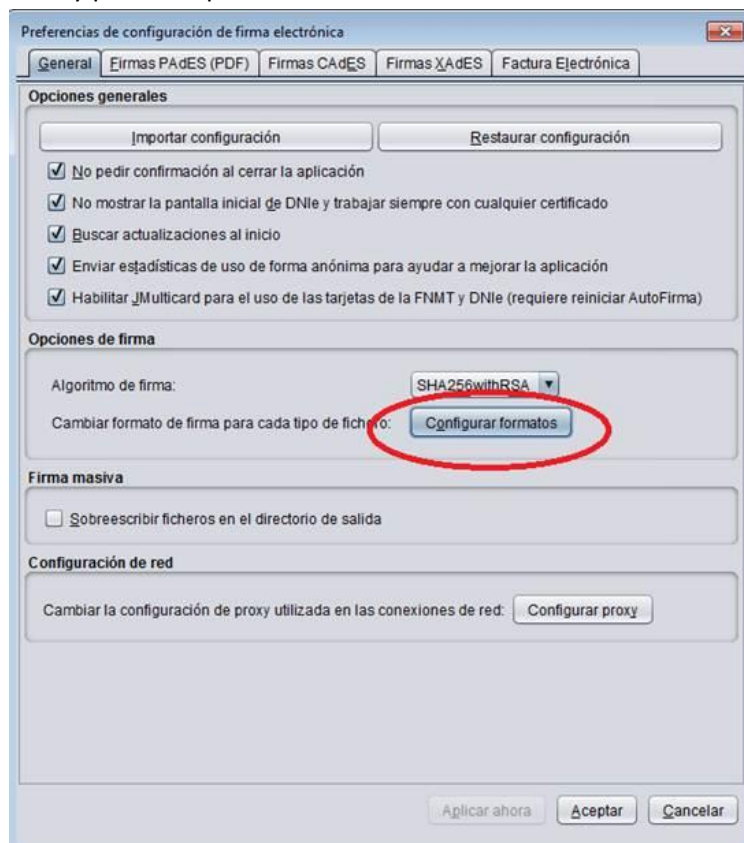 Preferencias de configuración de firma electrónica
General Firmas PAdES (PDF) Firmas CAdES Firmas XAdES Factura Electrónica
Opciones generales
Importar configuración Restaurar configuración
No pedir confirmación al cerrar la aplicación
No mostrar la pantalla inicial de DNIe y trabajar siempre con cualquier certificado
Buscar actualizaciones al inicio
Enviar estadísticas de uso de forma anónima para ayudar a mejorar la aplicación
Habilitar JMulticard para el uso de las tarjetas de la FNMT y DNIe (requiere reiniciar AutoFirma)
Opciones de firma
Algoritmo de firma: SHA256withRSA
Cambiar formato de firma para cada tipo de fichero: Configurar formatos
Firma masiva
Sobreescribir ficheros en el directorio de salida
Configuración de red
Cambiar la configuración de proxy utilizada en las conexiones de red: Configurar proxy
Aplicar ahora Aceptar Cancelar